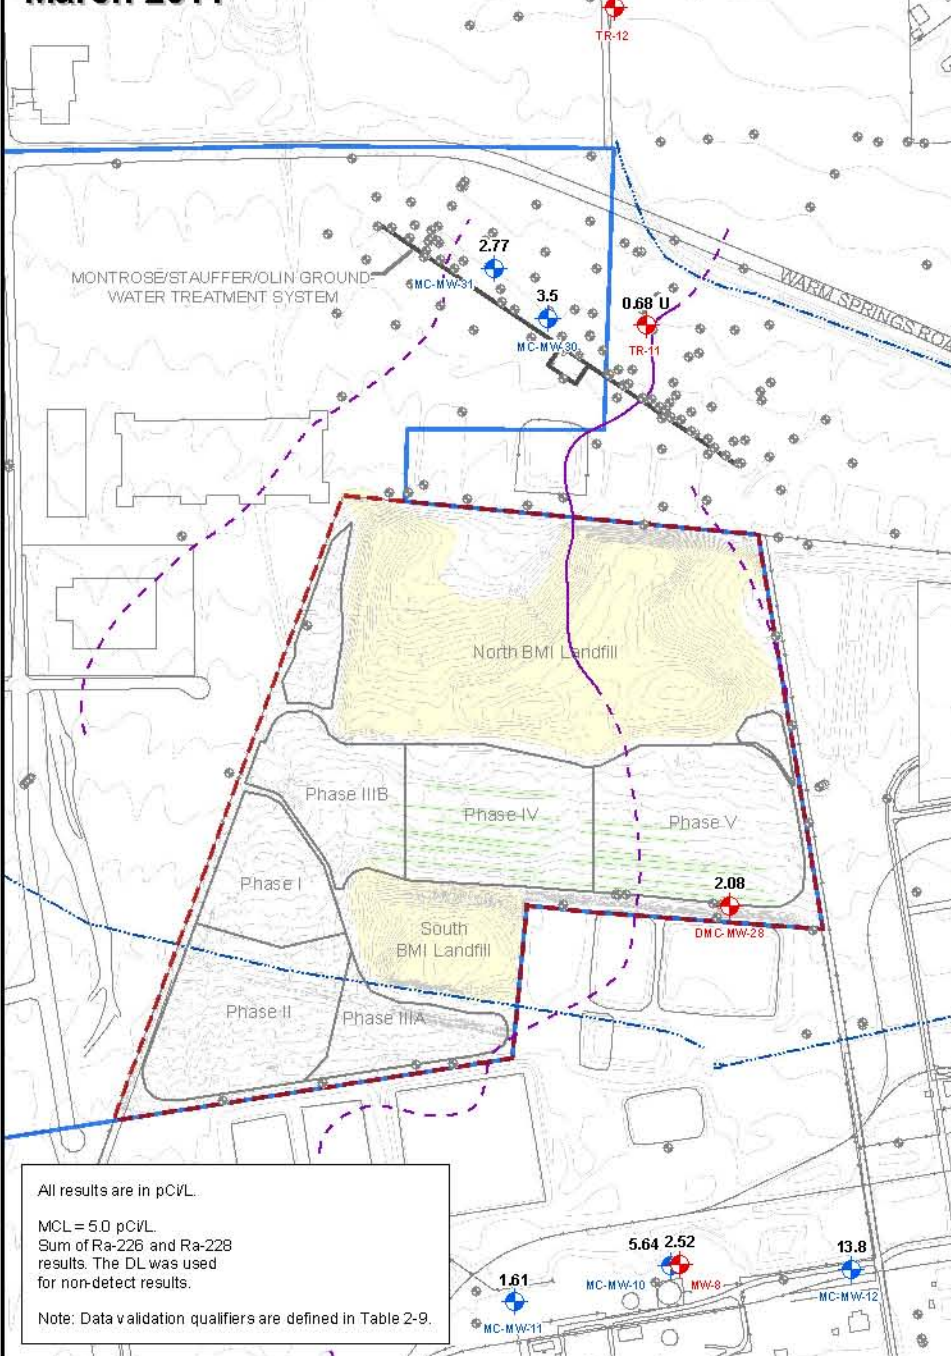 March 2011
TR-12
2.77
MC-MW-31
MONTROSE/STAUFFER/OLIN GROUND-
WATER TREATMENT SYSTEM
3.5
MC-MW-30
0.68 U
TR-11
WARM SPRINGS ROA
North BMI Landfill
Phase IIIB
Phase IV
Phase V
Phase I
South
BMI Landfill
2.08
DMC-MW-28
Phase II
Phase IIIA
All results are in pCi/L.
MCL = 5.0 pCi/L.
Sum of Ra-226 and Ra-228
results. The DL was used
for non-detect results.
Note: Data validation qualifiers are defined in Table 2-9.
1.61
MC-MW-11
5.64 2.52
MC-MW-10 MW-8
13.8
MC-MW-12